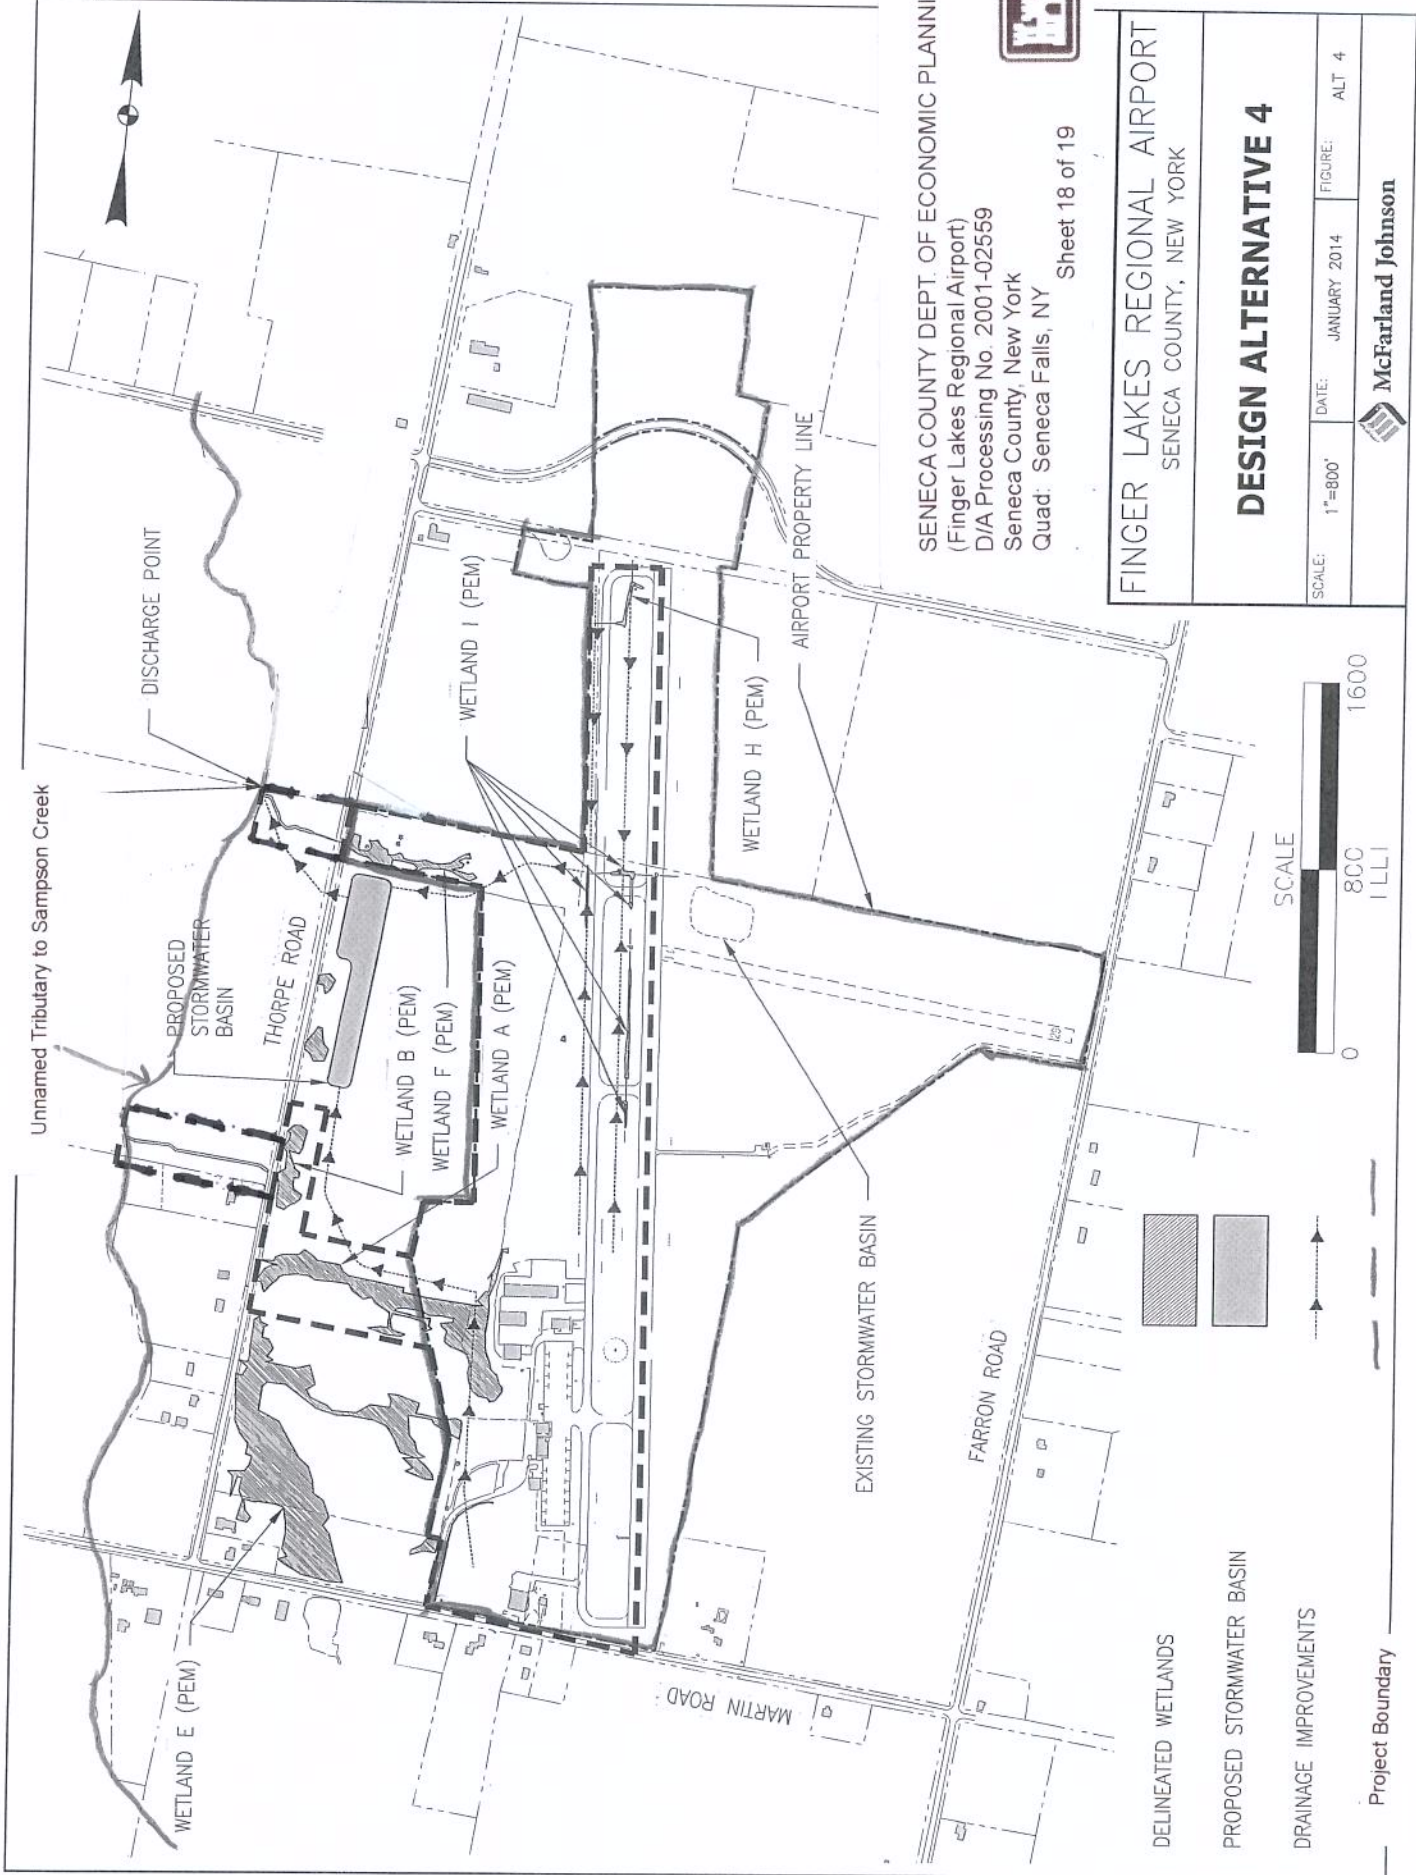 Unnamed Tributary to Sampson Creek
DISCHARGE POINT
PROPOSED
STORMWATER
BASIN
THORPE ROAD
WETLAND I (PEM)
WETLAND B (PEM)
WETLAND F (PEM)
WETLAND A (PEM)
WETLAND H (PEM)
AIRPORT PROPERTY LINE
WETLAND E (PEM)
EXISTING STORMWATER BASIN
MARTIN ROAD
FARRON ROAD
DELINEATED WETLANDS
PROPOSED STORMWATER BASIN
DRAINAGE IMPROVEMENTS
Project Boundary
SCALE
0 800 1600
SENECA COUNTY DEPT. OF ECONOMIC PLANNI
(Finger Lakes Regional Airport)
D/A Processing No. 2001-02559
Seneca County, New York
Quad: Seneca Falls, NY
Sheet 18 of 19
FINGER LAKES REGIONAL AIRPORT
SENECA COUNTY, NEW YORK
DESIGN ALTERNATIVE 4
SCALE: 1"=800' DATE: JANUARY 2014 FIGURE: ALT 4
McFarland Johnson